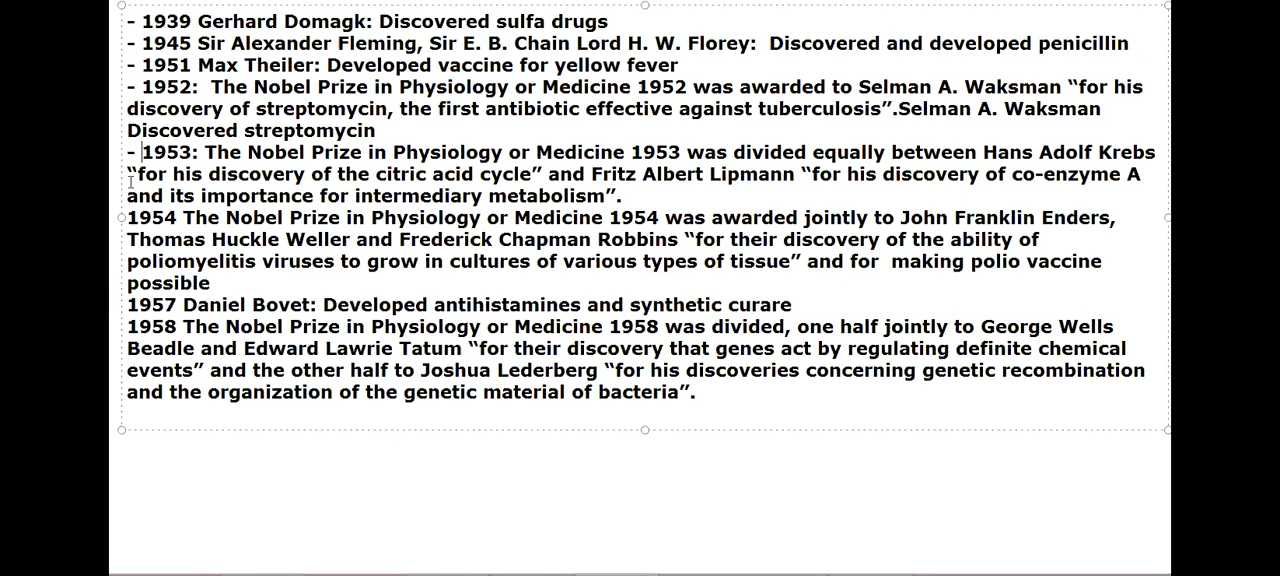 - 1939 Gerhard Domagk: Discovered sulfa drugs
- 1945 Sir Alexander Fleming, Sir E. B. Chain Lord H. W. Florey:  Discovered and developed penicillin
- 1951 Max Theiler: Developed vaccine for yellow fever
- 1952:  The Nobel Prize in Physiology or Medicine 1952 was awarded to Selman A. Waksman “for his
discovery of streptomycin, the first antibiotic effective against tuberculosis”.Selman A. Waksman
Discovered streptomycin
- 1953: The Nobel Prize in Physiology or Medicine 1953 was divided equally between Hans Adolf Krebs
“for his discovery of the citric acid cycle” and Fritz Albert Lipmann “for his discovery of co-enzyme A
and its importance for intermediary metabolism”.
1954 The Nobel Prize in Physiology or Medicine 1954 was awarded jointly to John Franklin Enders,
Thomas Huckle Weller and Frederick Chapman Robbins “for their discovery of the ability of
poliomyelitis viruses to grow in cultures of various types of tissue” and for  making polio vaccine
possible
1957 Daniel Bovet: Developed antihistamines and synthetic curare
1958 The Nobel Prize in Physiology or Medicine 1958 was divided, one half jointly to George Wells
Beadle and Edward Lawrie Tatum “for their discovery that genes act by regulating definite chemical
events” and the other half to Joshua Lederberg “for his discoveries concerning genetic recombination
and the organization of the genetic material of bacteria”.